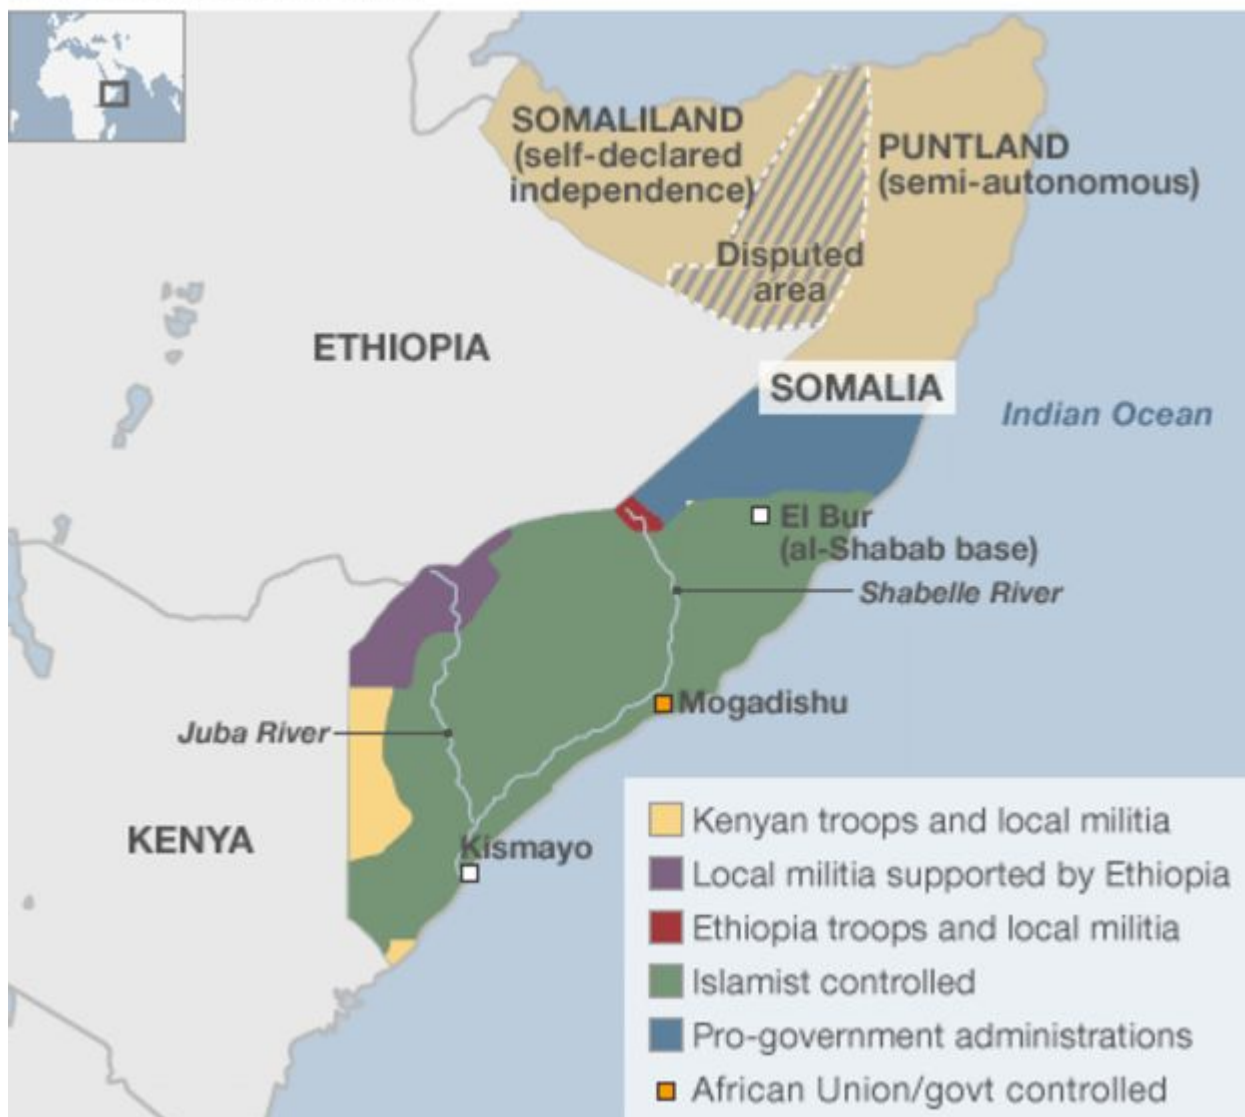 SOMALILAND
(self-declared
independence)
PUNTLAND
(semi-autonomous)
Disputed
area
ETHIOPIA
SOMALIA
Indian Ocean
El Bur
(al-Shabab base)
Shabelle River
Mogadishu
Juba River
KENYA
Kismayo
Kenyan troops and local militia
Local militia supported by Ethiopia
Ethiopia troops and local militia
Islamist controlled
Pro-government administrations
African Union/govt controlled